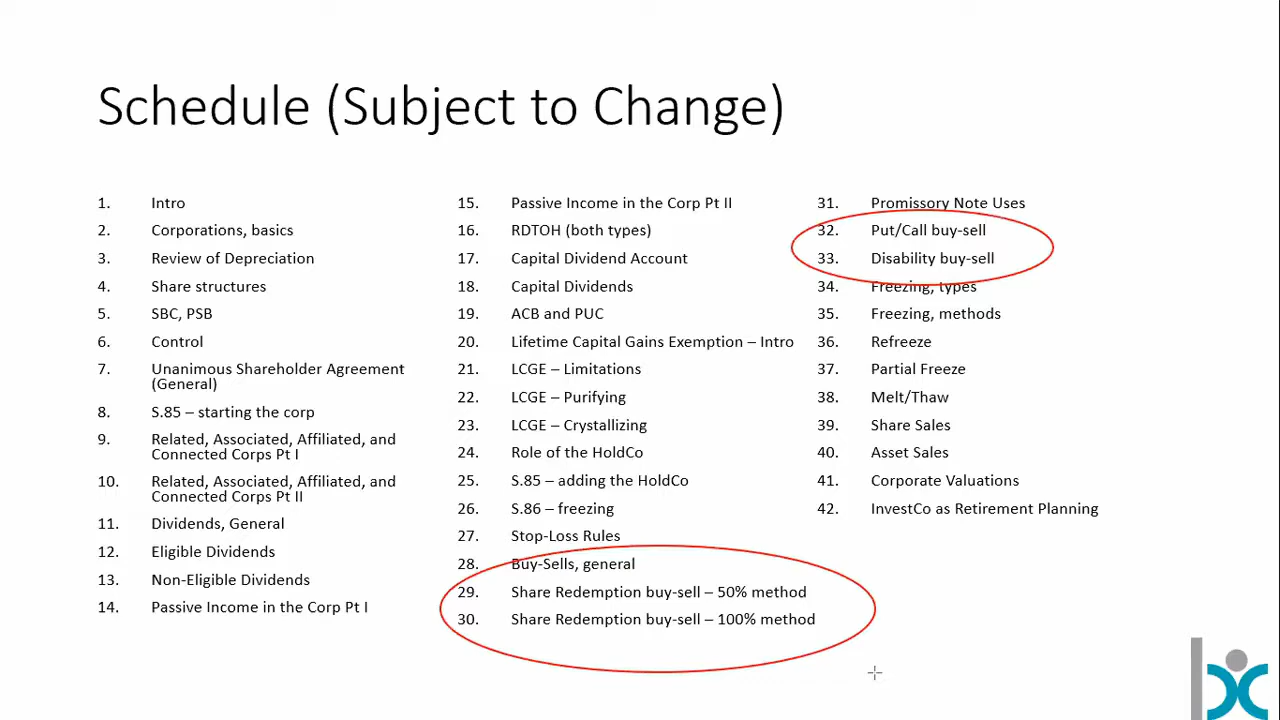 Schedule (Subject to Change)
1. Intro
2. Corporations, basics
3. Review of Depreciation
4. Share structures
5. SBC, PSB
6. Control
7. Unanimous Shareholder Agreement
(General)
8. S.85 – starting the corp
9. Related, Associated, Affiliated, and
Connected Corps Pt I
10. Related, Associated, Affiliated, and
Connected Corps Pt II
11. Dividends, General
12. Eligible Dividends
13. Non-Eligible Dividends
14. Passive Income in the Corp Pt I
15. Passive Income in the Corp Pt II
16. RDTOH (both types)
17. Capital Dividend Account
18. Capital Dividends
19. ACB and PUC
20. Lifetime Capital Gains Exemption – Intro
21. LCGE – Limitations
22. LCGE – Purifying
23. LCGE – Crystallizing
24. Role of the HoldCo
25. S.85 – adding the HoldCo
26. S.86 – freezing
27. Stop-Loss Rules
28. Buy-Sells, general
29. Share Redemption buy-sell – 50% method
30. Share Redemption buy-sell – 100% method
31. Promissory Note Uses
32. Put/Call buy-sell
33. Disability buy-sell
34. Freezing, types
35. Freezing, methods
36. Refreeze
37. Partial Freeze
38. Melt/Thaw
39. Share Sales
40. Asset Sales
41. Corporate Valuations
42. InvestCo as Retirement Planning